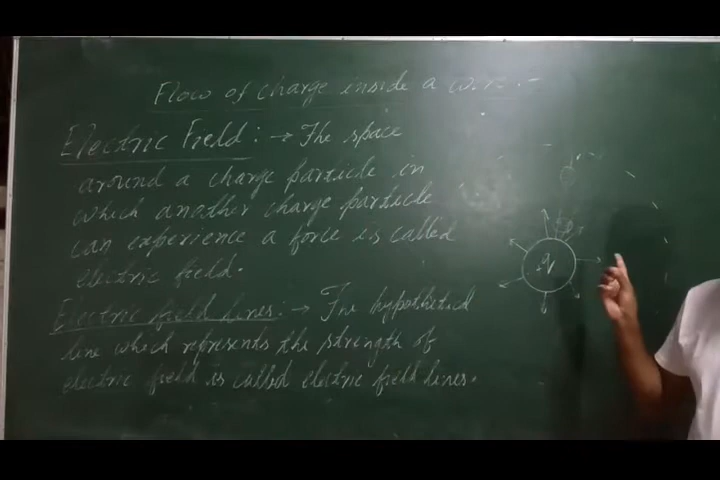 Flow of charge inside a wire :-
Electric Field : → The space
around a charge particle in
which another charge particle
can experience a force is called
electric field.
Electric field lines : → The hypothetical
line which represents the strength of
electric field is called electric field lines.